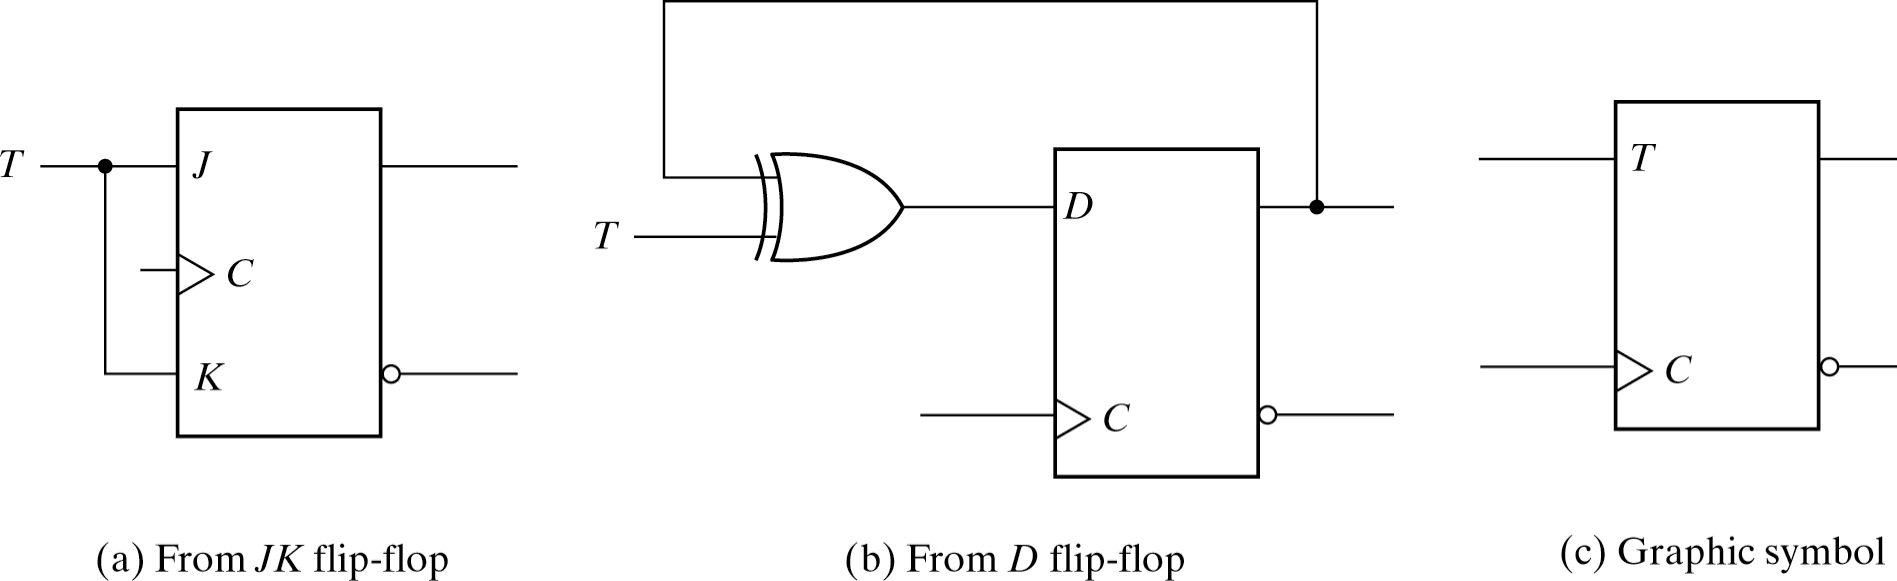 T
J
C
K
(a) From JK flip-flop
T
D
C
(b) From D flip-flop
T
C
(c) Graphic symbol